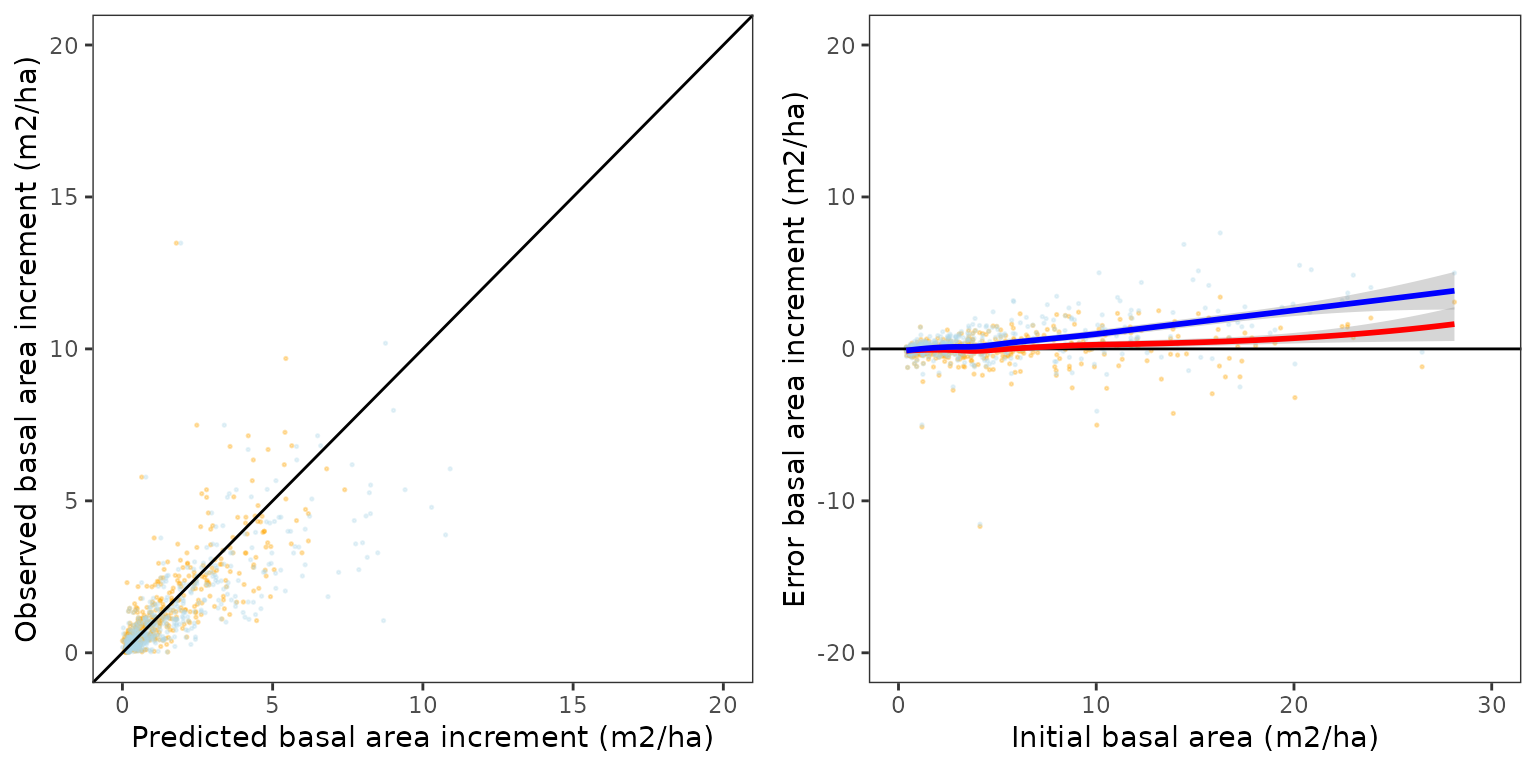 Observed basal area increment (m2/ha)
20
15
10
5
0
0 5 10 15 20
Predicted basal area increment (m2/ha)
Error basal area increment (m2/ha)
20
10
0
-10
-20
0 10 20 30
Initial basal area (m2/ha)